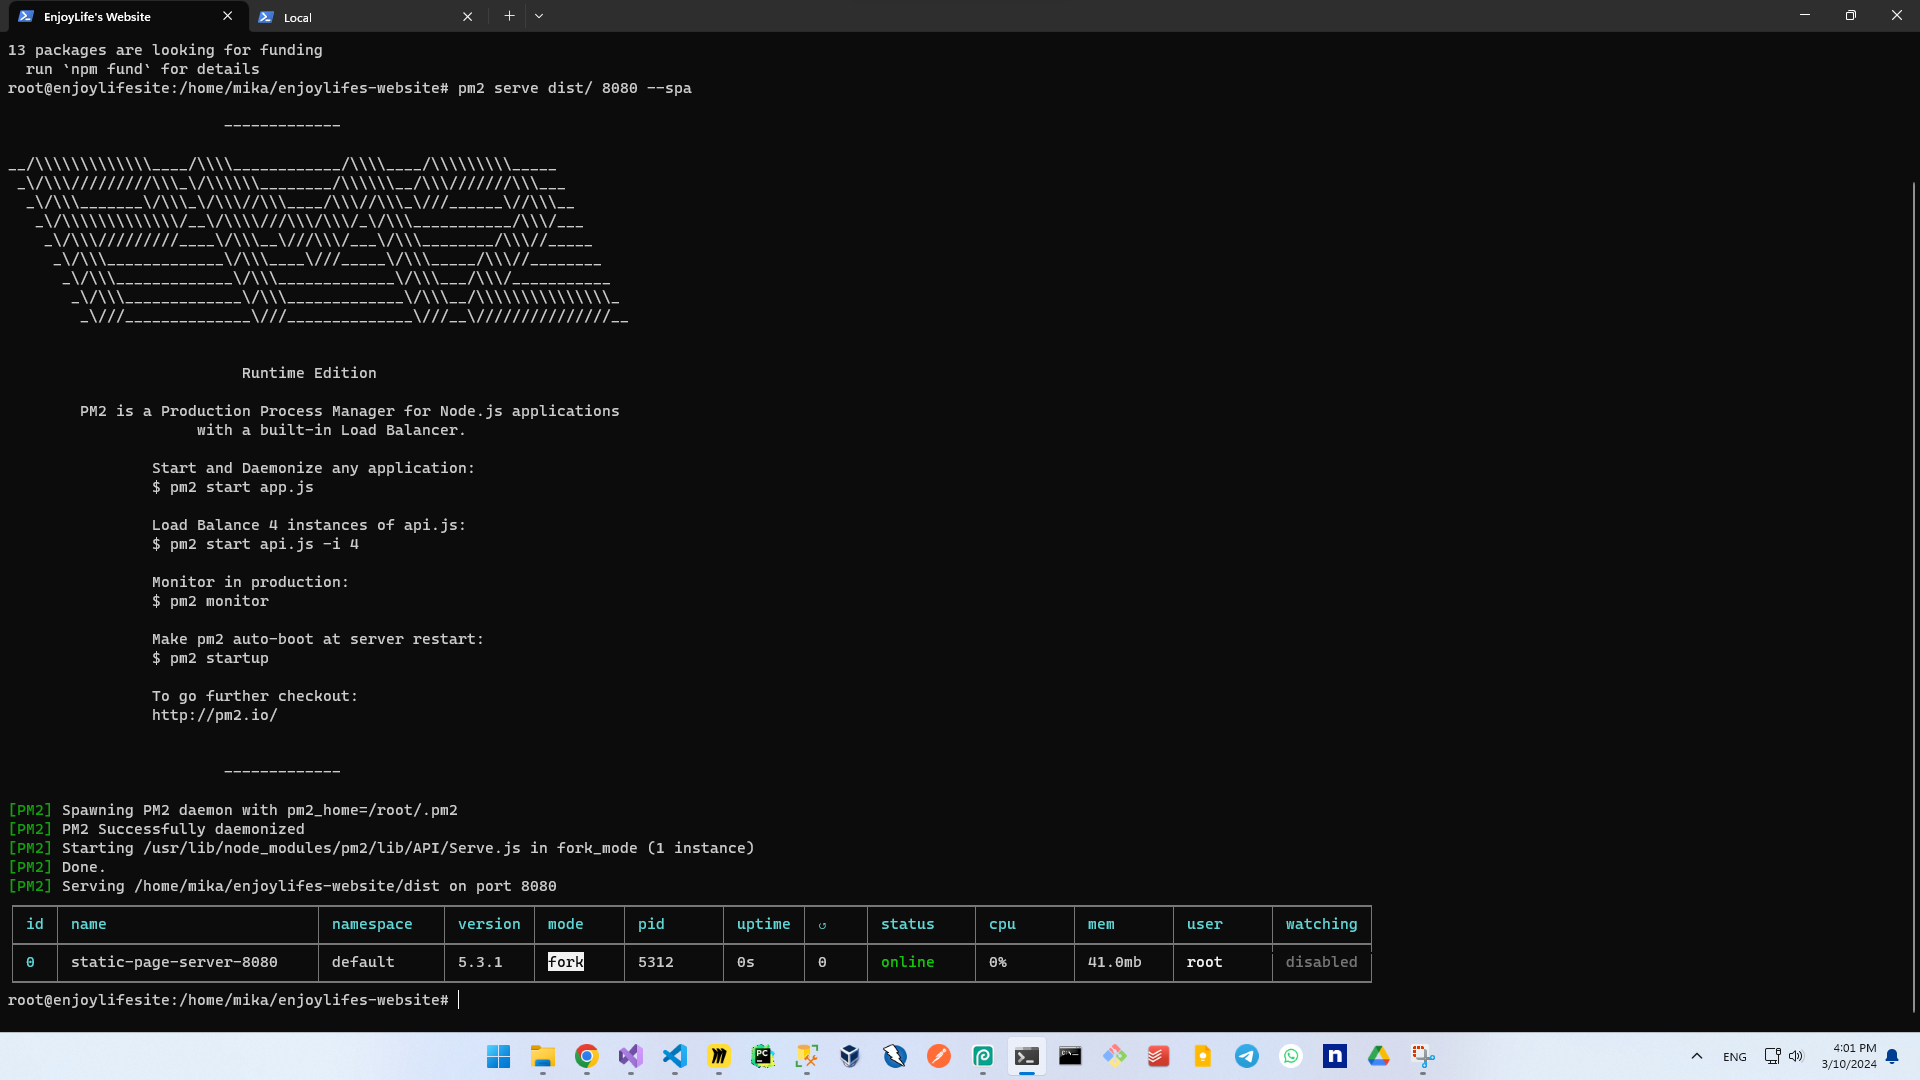 EnjoyLife's Website
Local
13 packages are looking for funding
  run `npm fund` for details
root@enjoylifesite:/home/mika/enjoylifes-website# pm2 serve dist/ 8080 --spa
                        -------------
__/\\\\\\\\\\\\\____/\\\\____________/\\\\____/\\\\\\\\\_____
 _\/\\\/////////\\\_\/\\\\\\________/\\\\\\__/\\\///////\\\___
  _\/\\\_______\/\\\_\/\\\//\\\____/\\\//\\\_\///______\//\\\__
   _\/\\\\\\\\\\\\\/__\/\\\\///\\\/\\\/_\/\\\___________/\\\/___
    _\/\\\/////////____\/\\\__\///\\\/___\/\\\________/\\\//_____
     _\/\\\_____________\/\\\____\///_____\/\\\_____/\\\//________
      _\/\\\_____________\/\\\_____________\/\\\___/\\\/___________
       _\/\\\_____________\/\\\_____________\/\\\__/\\\\\\\\\\\\\\\_
        _\///______________\///______________\///__\///////////////__
                          Runtime Edition
        PM2 is a Production Process Manager for Node.js applications
                     with a built-in Load Balancer.
                Start and Daemonize any application:
                $ pm2 start app.js
                Load Balance 4 instances of api.js:
                $ pm2 start api.js -i 4
                Monitor in production:
                $ pm2 monitor
                Make pm2 auto-boot at server restart:
                $ pm2 startup
                To go further checkout:
                http://pm2.io/
                        -------------
[PM2] Spawning PM2 daemon with pm2_home=/root/.pm2
[PM2] PM2 Successfully daemonized
[PM2] Starting /usr/lib/node_modules/pm2/lib/API/Serve.js in fork_mode (1 instance)
[PM2] Done.
[PM2] Serving /home/mika/enjoylifes-website/dist on port 8080
id name namespace version mode pid uptime ↺ status cpu mem user watching
0 static-page-server-8080 default 5.3.1 fork 5312 0s 0 online 0% 41.0mb root disabled
root@enjoylifesite:/home/mika/enjoylifes-website#
ENG
4:01 PM
3/10/2024